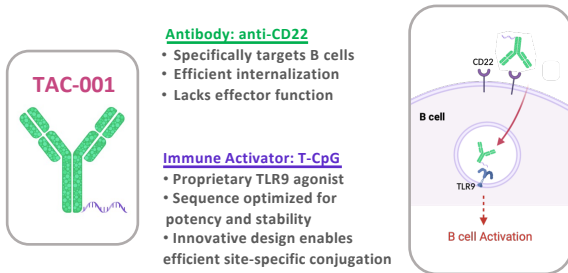 TAC-001
Antibody: anti-CD22
• Specifically targets B cells
• Efficient internalization
• Lacks effector function
Immune Activator: T-CpG
• Proprietary TLR9 agonist
• Sequence optimized for
potency and stability
• Innovative design enables
efficient site-specific conjugation
CD22
B cell
TLR9
B cell Activation